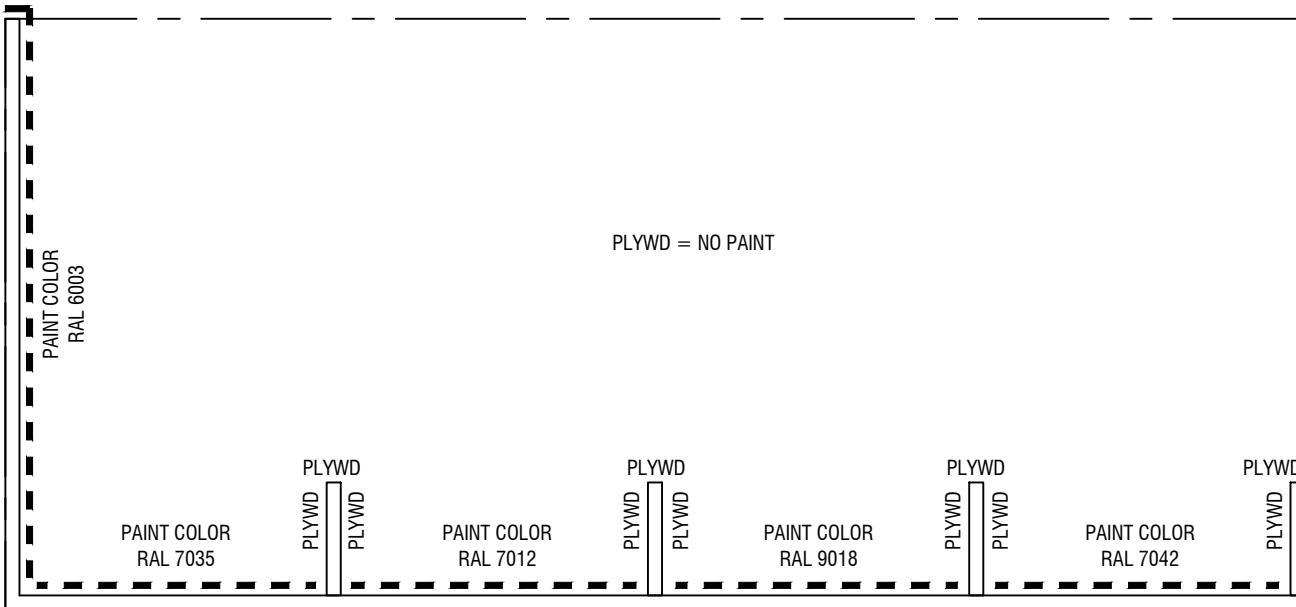 PLYWD = NO PAINT
PAINT COLOR
RAL 6003
PLYWD
PLYWD
PLYWD
PLYWD
PLYWD
PLYWD
PLYWD
PLYWD
PLYWD
PLYWD
PLYWD
PAINT COLOR
RAL 7035
PAINT COLOR
RAL 7012
PAINT COLOR
RAL 9018
PAINT COLOR
RAL 7042